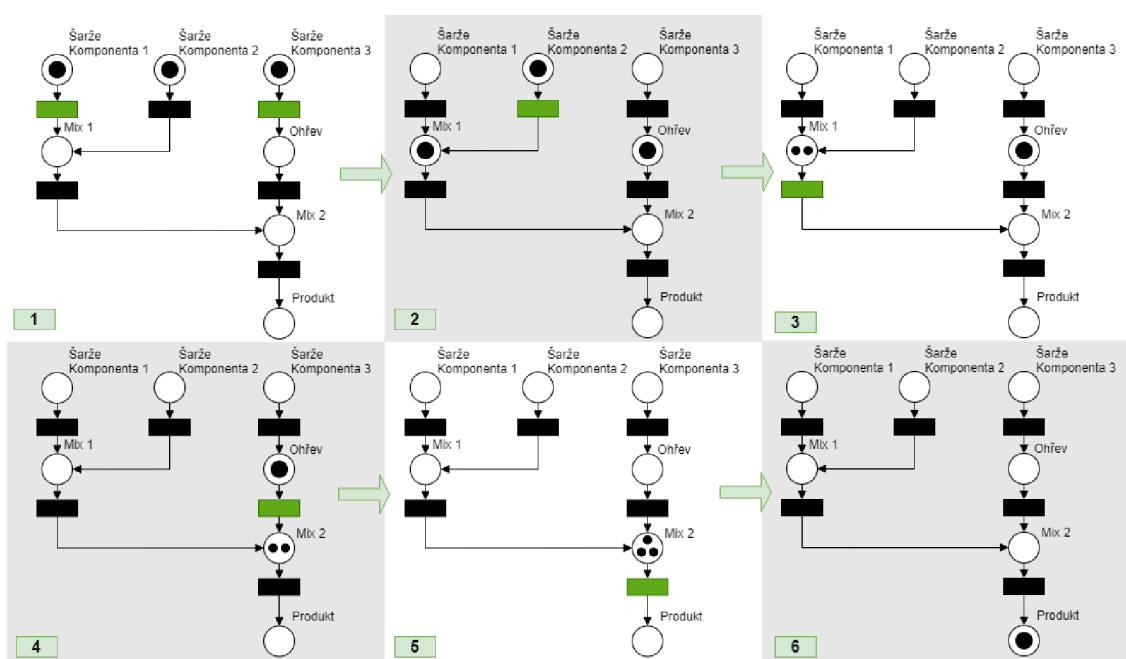 Šarže
Komponenta 1
Šarže
Komponenta 2
Šarže
Komponenta 3
Mix 1
Ohřev
Mix 2
Produkt
1
Šarže
Komponenta 1
Šarže
Komponenta 2
Šarže
Komponenta 3
Mix 1
Ohřev
Mix 2
Produkt
2
Šarže
Komponenta 1
Šarže
Komponenta 2
Šarže
Komponenta 3
Mix 1
Ohřev
Mix 2
Produkt
3
Šarže
Komponenta 1
Šarže
Komponenta 2
Šarže
Komponenta 3
Mix 1
Ohřev
Mix 2
Produkt
4
Šarže
Komponenta 1
Šarže
Komponenta 2
Šarže
Komponenta 3
Mix 1
Ohřev
Mix 2
Produkt
5
Šarže
Komponenta 1
Šarže
Komponenta 2
Šarže
Komponenta 3
Mix 1
Ohřev
Mix 2
Produkt
6